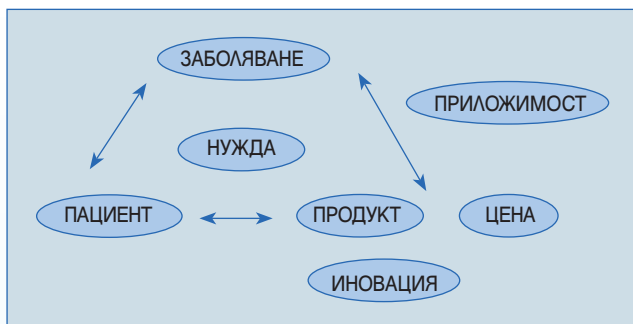 ЗАБОЛЯВАНЕ
ПРИЛОЖИМОСТ
НУЖДА
ПАЦИЕНТ
ПРОДУКТ
ЦЕНА
ИНОВАЦИЯ